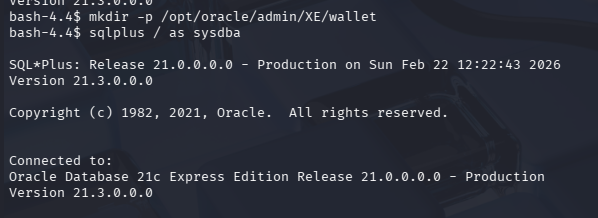 Version 21.3.0.0.0
bash-4.4$ mkdir -p /opt/oracle/admin/XE/wallet
bash-4.4$ sqlplus / as sysdba
SQL*Plus: Release 21.0.0.0.0 - Production on Sun Feb 22 12:22:43 2026
Version 21.3.0.0.0
Copyright (c) 1982, 2021, Oracle.  All rights reserved.
Connected to:
Oracle Database 21c Express Edition Release 21.0.0.0.0 - Production
Version 21.3.0.0.0